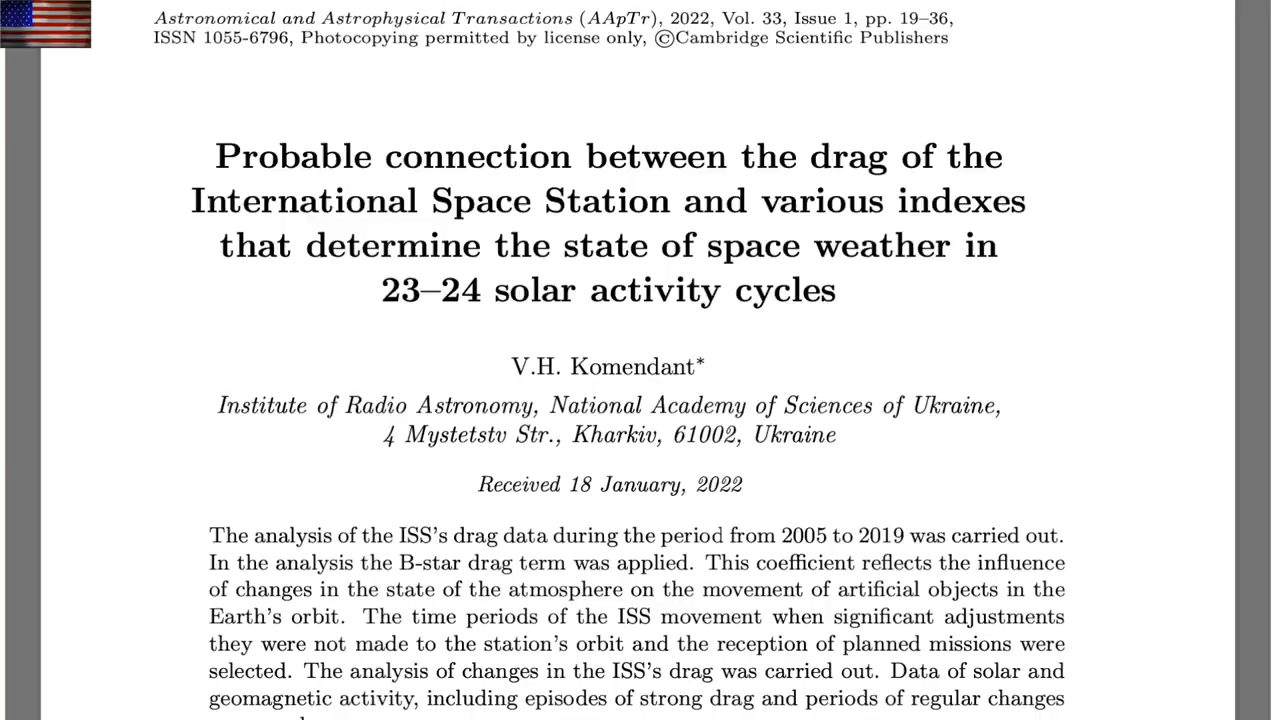 Astronomical and Astrophysical Transactions (AApTr), 2022, Vol. 33, Issue 1, pp. 19–36,
ISSN 1055-6796, Photocopying permitted by license only, ©Cambridge Scientific Publishers
Probable connection between the drag of the
International Space Station and various indexes
that determine the state of space weather in
23–24 solar activity cycles
V.H. Komendant*
Institute of Radio Astronomy, National Academy of Sciences of Ukraine,
4 Mystetstv Str., Kharkiv, 61002, Ukraine
Received 18 January, 2022
The analysis of the ISS's drag data during the period from 2005 to 2019 was carried out.
In the analysis the B-star drag term was applied. This coefficient reflects the influence
of changes in the state of the atmosphere on the movement of artificial objects in the
Earth's orbit. The time periods of the ISS movement when significant adjustments
they were not made to the station's orbit and the reception of planned missions were
selected. The analysis of changes in the ISS's drag was carried out. Data of solar and
geomagnetic activity, including episodes of strong drag and periods of regular changes